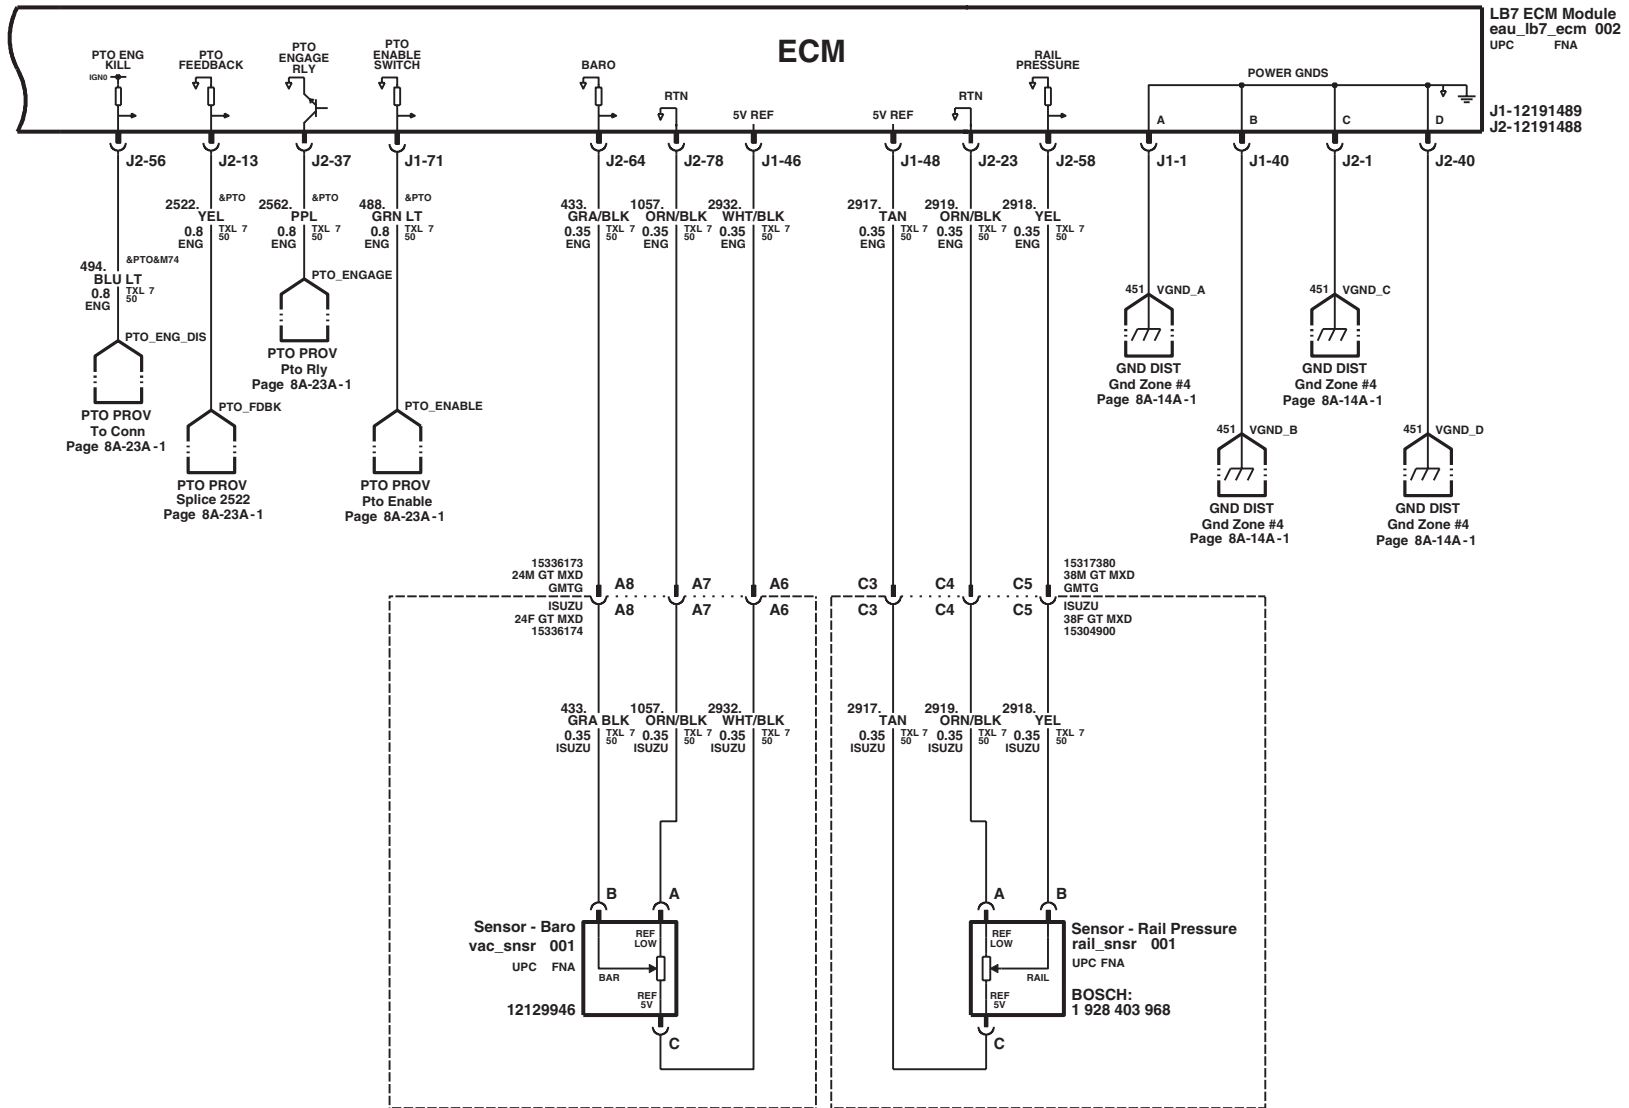 LB7 ECM Module
eau_lb7_ecm 002
UPC FNA
J1-12191489
J2-12191488
ECM
PTO ENG
KILL
IGN0
PTO
FEEDBACK
PTO
ENGAGE
RLY
PTO
ENABLE
SWITCH
BARO
RTN
5V REF
5V REF
RTN
RAIL
PRESSURE
POWER GNDS
A
B
C
D
J2-56
J2-13
J2-37
J1-71
J2-64
J2-78
J1-46
J1-48
J2-23
J2-58
J1-1
J1-40
J2-1
J2-40
2522. &PTO
YEL
0.8 TXL 7
ENG 50
2562. &PTO
PPL
0.8 TXL 7
ENG 50
488. &PTO
GRN LT
0.8 TXL 7
ENG 50
433.
GRA/BLK
0.35 TXL 7
ENG 50
1057.
ORN/BLK
0.35 TXL 7
ENG 50
2932.
WHT/BLK
0.35 TXL 7
ENG 50
2917.
TAN
0.35 TXL 7
ENG 50
2919.
ORN/BLK
0.35 TXL 7
ENG 50
2918.
YEL
0.35 TXL 7
ENG 50
494. &PTO&M74
BLU LT
0.8 TXL 7
ENG 50
PTO_ENG_DIS
PTO PROV
To Conn
Page 8A-23A-1
PTO_FDBK
PTO PROV
Splice 2522
Page 8A-23A-1
PTO_ENGAGE
PTO PROV
Pto Rly
Page 8A-23A-1
PTO_ENABLE
PTO PROV
Pto Enable
Page 8A-23A-1
451 VGND_A
GND DIST
Gnd Zone #4
Page 8A-14A-1
451 VGND_B
GND DIST
Gnd Zone #4
Page 8A-14A-1
451 VGND_C
GND DIST
Gnd Zone #4
Page 8A-14A-1
451 VGND_D
GND DIST
Gnd Zone #4
Page 8A-14A-1
15336173
24M GT MXD
GMTG
A8
A7
A6
C3
C4
C5
15317380
38M GT MXD
GMTG
ISUZU
24F GT MXD
15336174
A8
A7
A6
C3
C4
C5
ISUZU
38F GT MXD
15304900
433.
GRA BLK
0.35 TXL 7
ISUZU 50
1057.
ORN/BLK
0.35 TXL 7
ISUZU 50
2932.
WHT/BLK
0.35 TXL 7
ISUZU 50
2917.
TAN
0.35 TXL 7
ISUZU 50
2919.
ORN/BLK
0.35 TXL 7
ISUZU 50
2918.
YEL
0.35 TXL 7
ISUZU 50
B
A
Sensor - Baro
vac_snsr 001
UPC FNA
12129946
REF
LOW
BAR
REF
5V
C
A
B
REF
LOW
RAIL
REF
5V
C
Sensor - Rail Pressure
rail_snsr 001
UPC FNA
BOSCH:
1 928 403 968